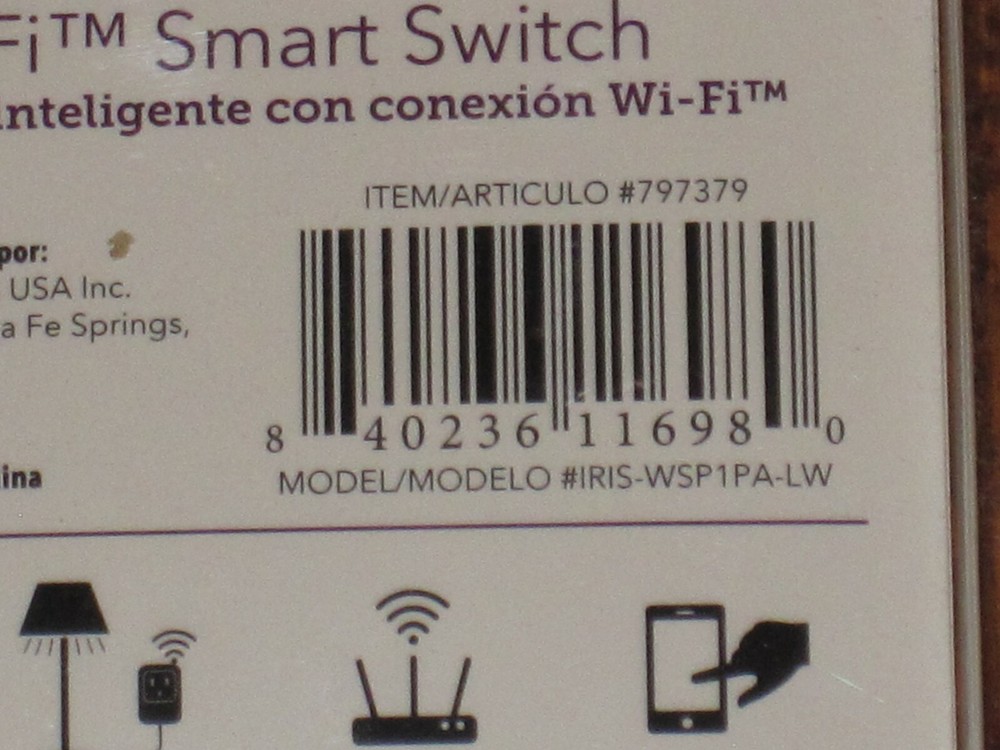 Fi™ Smart Switch
inteligente con conexión Wi-Fi™
ITEM/ARTICULO #797379
por:
USA Inc.
a Fe Springs,
8 40236 11698 0
ina
MODEL/MODELO #IRIS-WSP1PA-LW